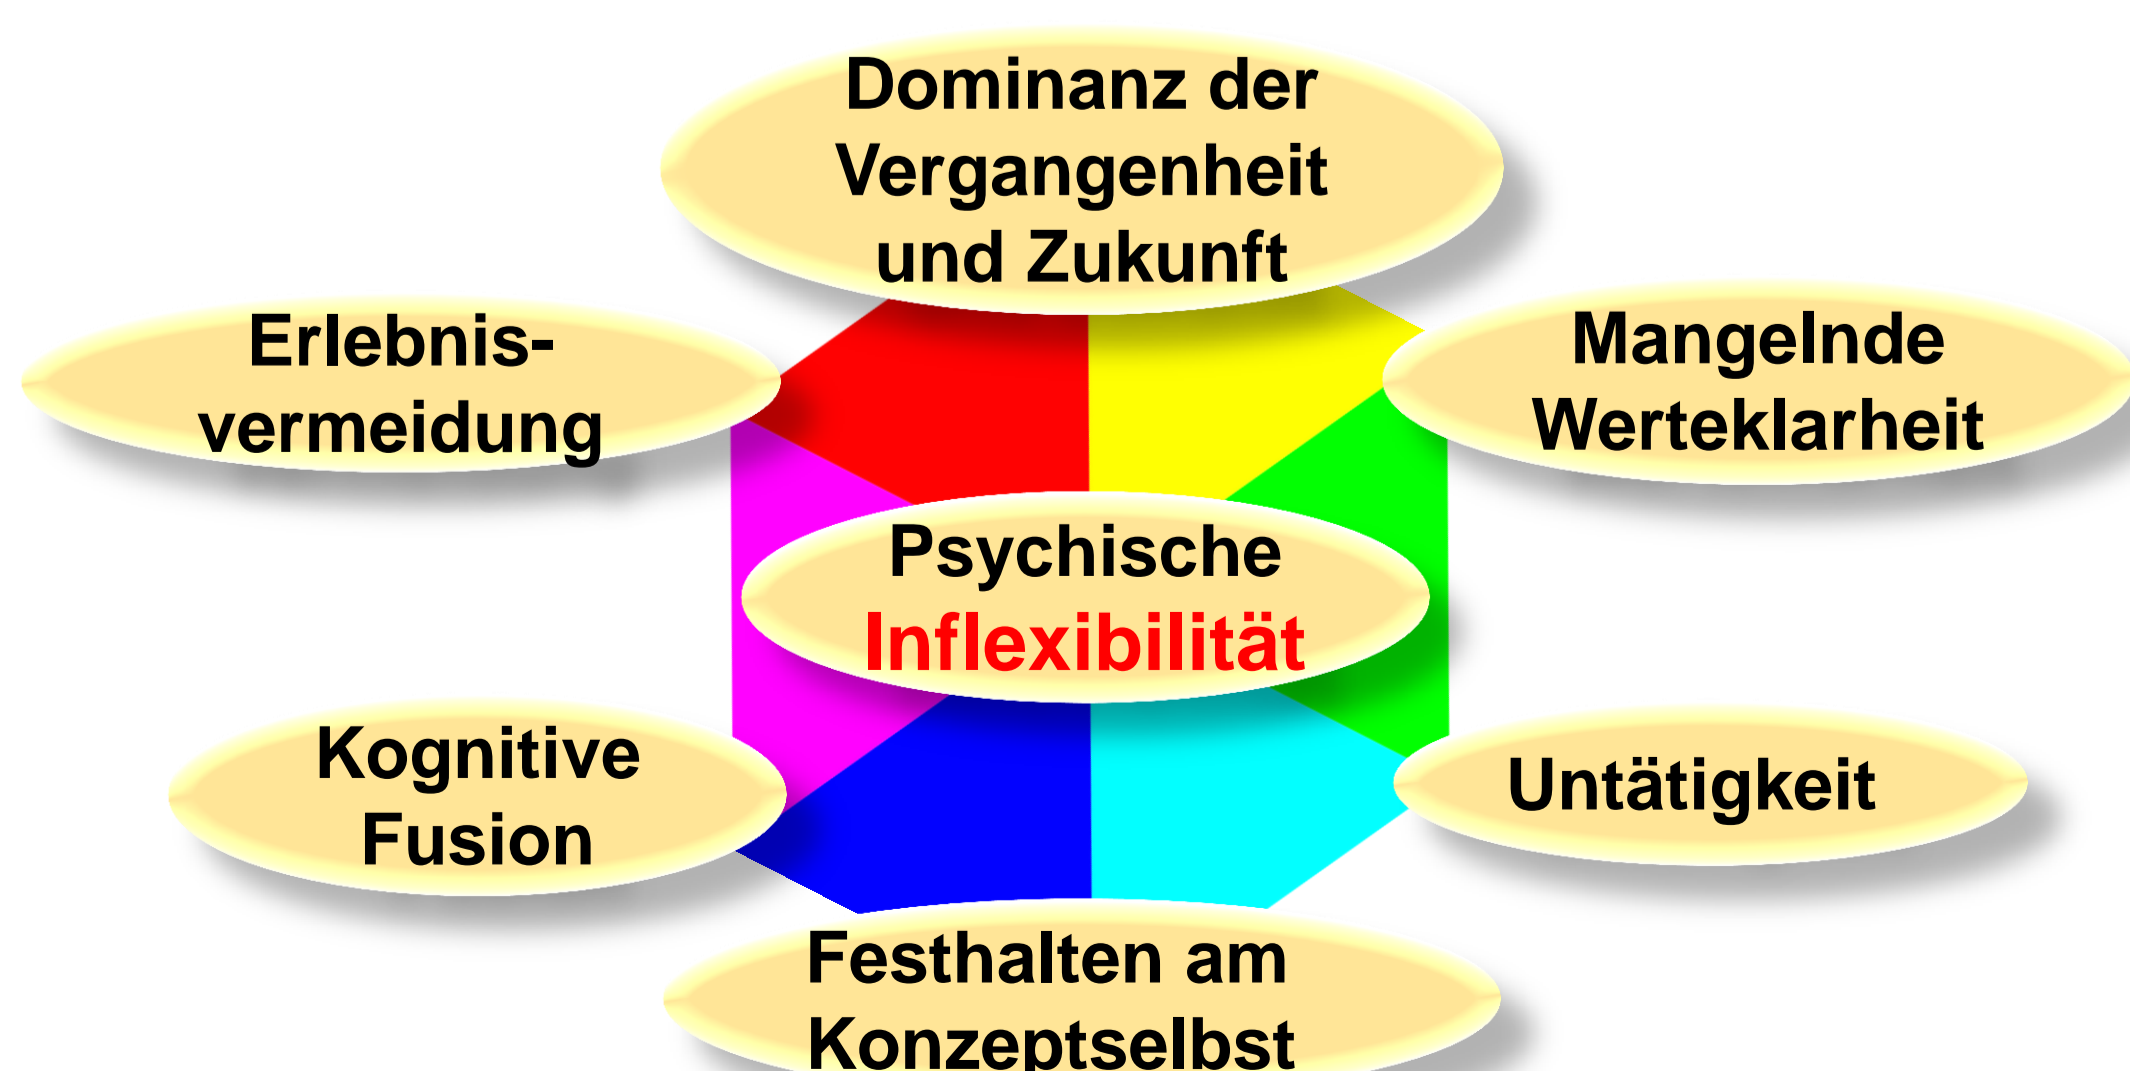 Dominanz der
Vergangenheit
und Zukunft
Erlebnis-
vermeidung
Mangelnde
Werteklarheit
Psychische
Inflexibilität
Kognitive
Fusion
Untätigkeit
Festhalten am
Konzeptselbst